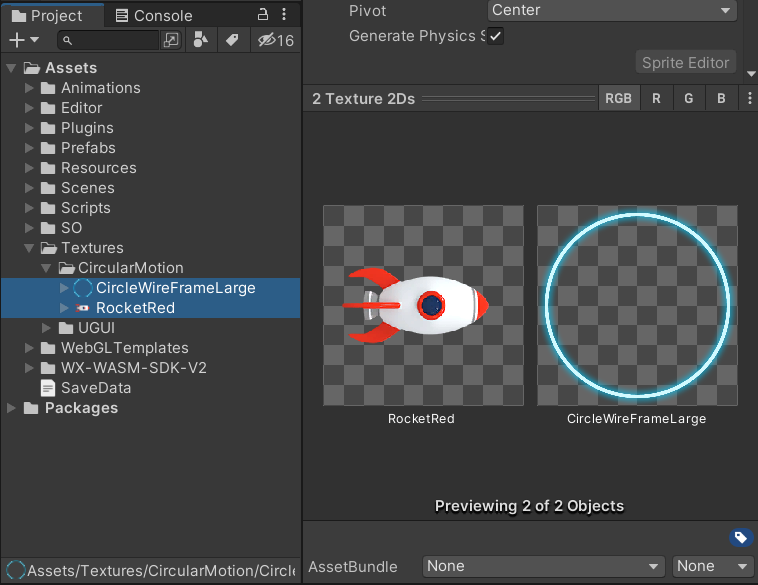 Project
Console
16
Assets
Animations
Editor
Plugins
Prefabs
Resources
Scenes
Scripts
SO
Textures
CircularMotion
CircleWireFrameLarge
RocketRed
UGUI
WebGLTemplates
WX-WASM-SDK-V2
SaveData
Packages
Assets/Textures/CircularMotion/Circle
Pivot
Center
Generate Physics S
Sprite Editor
2 Texture 2Ds
RGB R G B
RocketRed
CircleWireFrameLarge
Previewing 2 of 2 Objects
AssetBundle
None
None